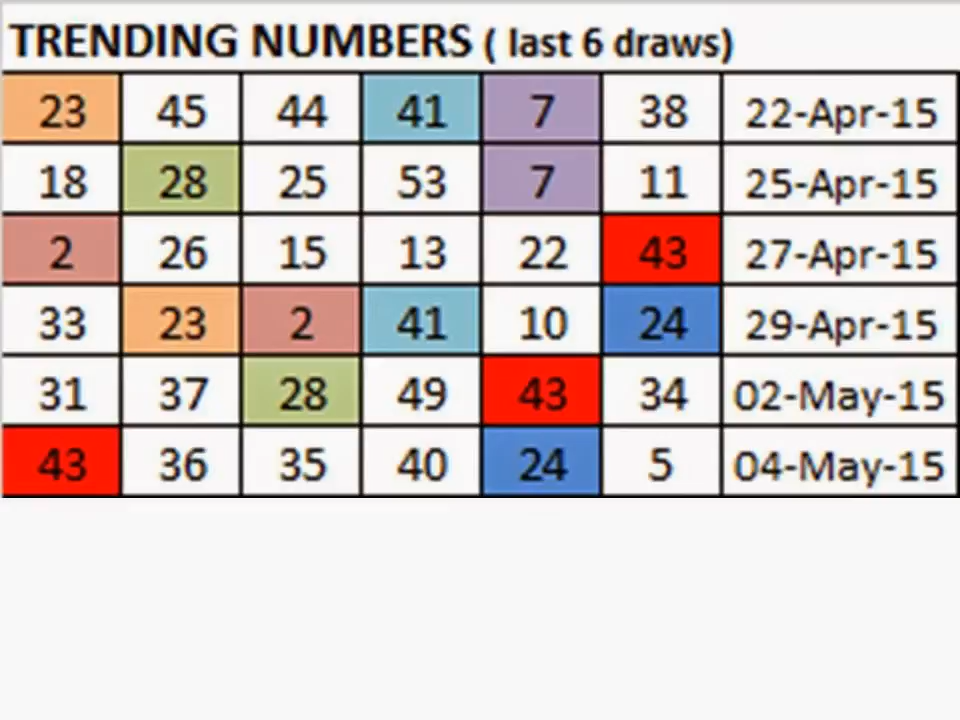 TRENDING NUMBERS ( last 6 draws)
23 45 44 41 7 38 22-Apr-15
18 28 25 53 7 11 25-Apr-15
2 26 15 13 22 43 27-Apr-15
33 23 2 41 10 24 29-Apr-15
31 37 28 49 43 34 02-May-15
43 36 35 40 24 5 04-May-15